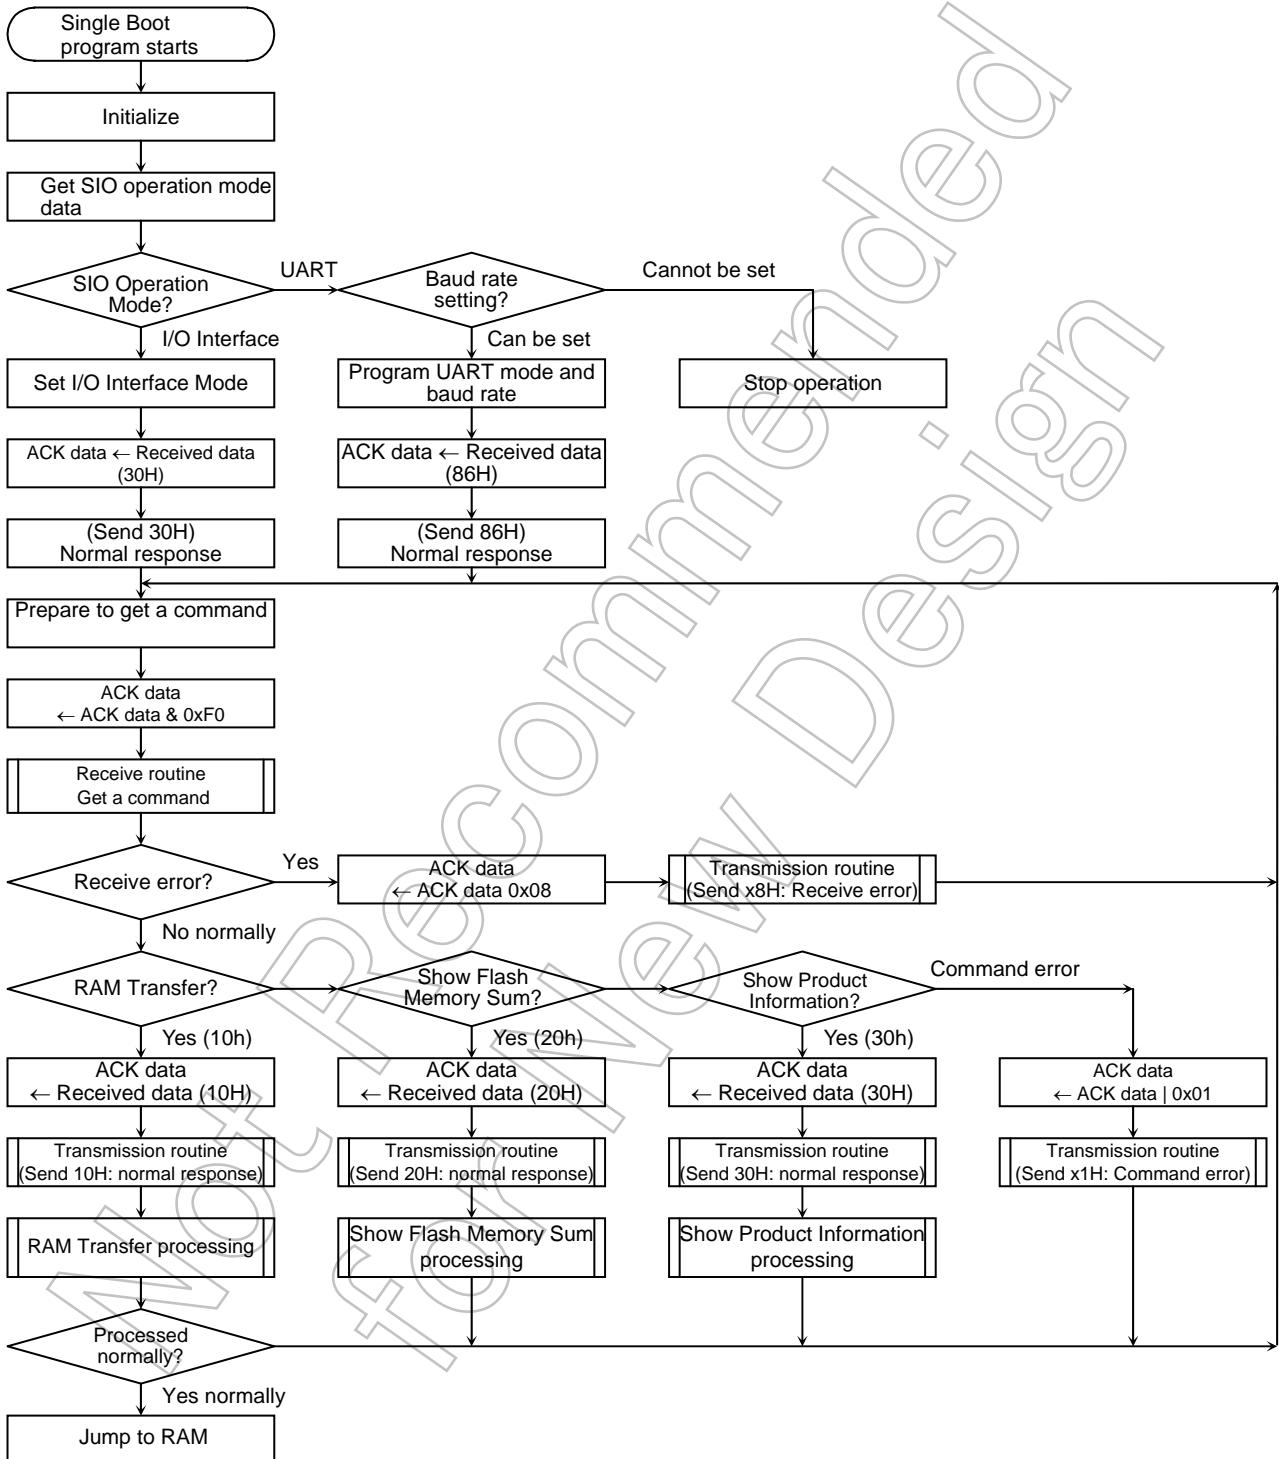 Single Boot
program starts
Initialize
Get SIO operation mode
data
SIO Operation
Mode?
UART
Baud rate
setting?
Cannot be set
I/O Interface
Can be set
Set I/O Interface Mode
Program UART mode and
baud rate
Stop operation
ACK data ← Received data
(30H)
ACK data ← Received data
(86H)
(Send 30H)
Normal response
(Send 86H)
Normal response
Prepare to get a command
ACK data
← ACK data & 0xF0
Receive routine
Get a command
Receive error?
Yes
ACK data
← ACK data 0x08
Transmission routine
(Send x8H: Receive error)
No normally
RAM Transfer?
Show Flash
Memory Sum?
Show Product
Information?
Command error
Yes (10h)
Yes (20h)
Yes (30h)
ACK data
← Received data (10H)
ACK data
← Received data (20H)
ACK data
← Received data (30H)
ACK data
← ACK data | 0x01
Transmission routine
(Send 10H: normal response)
Transmission routine
(Send 20H: normal response)
Transmission routine
(Send 30H: normal response)
Transmission routine
(Send x1H: Command error)
RAM Transfer processing
Show Flash Memory Sum
processing
Show Product Information
processing
Processed
normally?
Yes normally
Jump to RAM
Not Recommended
for New Design